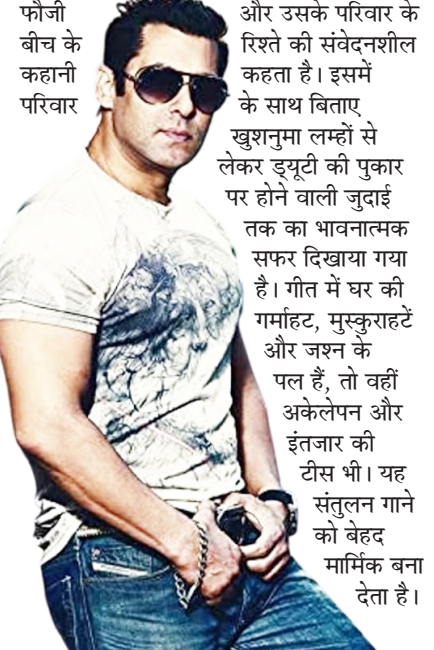 फौजी और उसके परिवार के
बीच के रिश्ते की संवेदनशील
कहानी कहता है। इसमें
परिवार के साथ बिताए
खुशनुमा लम्हों से
लेकर ड्यूटी की पुकार
पर होने वाली जुदाई
तक का भावनात्मक
सफर दिखाया गया
है। गीत में घर की
गर्माहट, मुस्कुराहटें
और जश्न के
पल हैं, तो वहीं
अकेलेपन और
इंतजार की
टीस भी। यह
संतुलन गाने
को बेहद
मार्मिक बना
देता है।